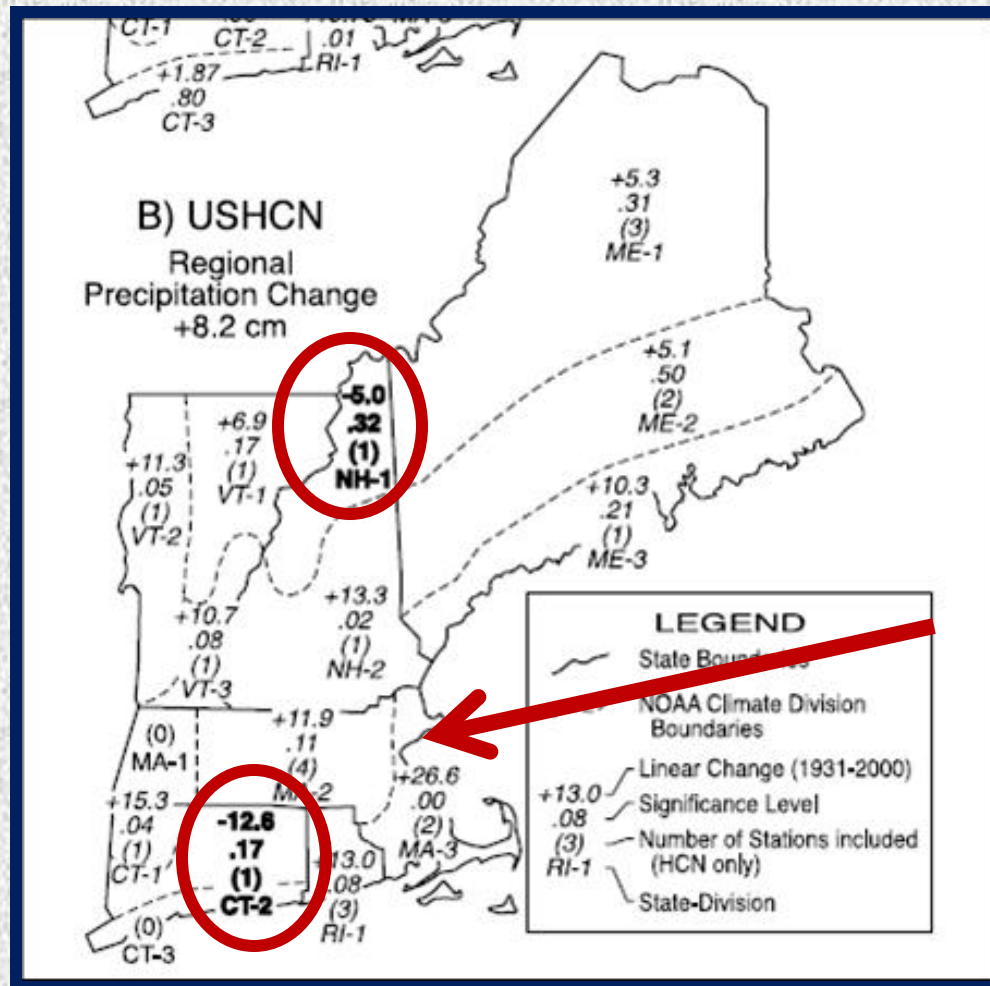 CT-1
CT-2
.01
RI-1
+1.87
.80
CT-3
B) USHCN
Regional
Precipitation Change
+8.2 cm
+5.3
.31
(3)
ME-1
+5.1
.50
(2)
ME-2
+10.3
.21
(1)
ME-3
-5.0
.32
(1)
NH-1
+6.9
.17
(1)
VT-1
+11.3
.05
(1)
VT-2
+10.7
.08
(1)
VT-3
+13.3
.02
(1)
NH-2
(0)
MA-1
+11.9
.11
(4)
MA-2
+26.6
.00
(2)
MA-3
+15.3
.04
(1)
CT-1
-12.6
.17
(1)
CT-2
+13.0
.08
(3)
RI-1
(0)
CT-3
LEGEND
State Boundaries
NOAA Climate Division
Boundaries
Linear Change (1931-2000)
+13.0
Significance Level
.08
Number of Stations included
(3)
(HCN only)
RI-1
State-Division